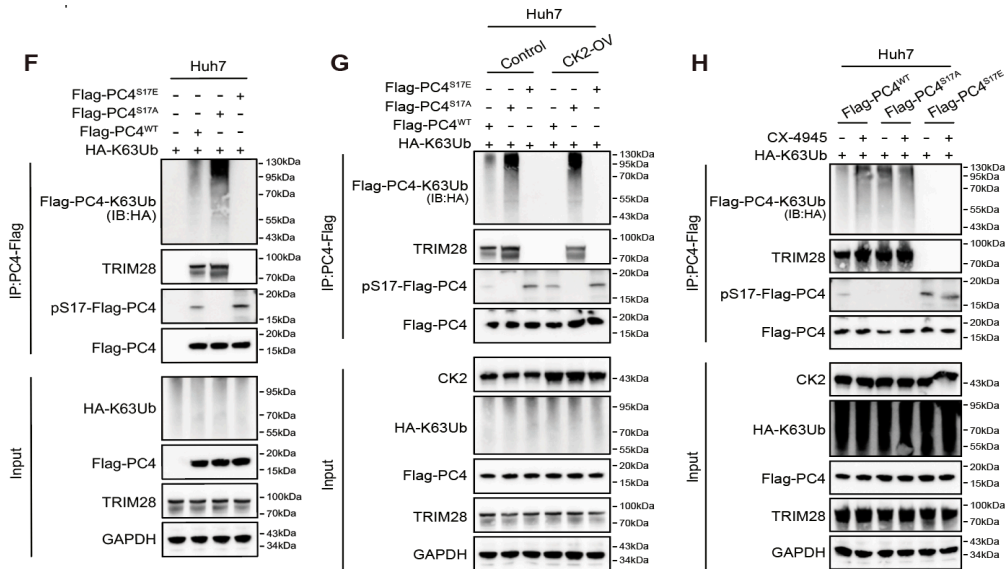 F
Huh7
Flag-PC4S17E - - - +
Flag-PC4S17A - - + -
Flag-PC4WT - + - -
HA-K63Ub + + + +
IP:PC4-Flag
Flag-PC4-K63Ub
(IB:HA)
130kDa
95kDa
70kDa
55kDa
43kDa
TRIM28
100kDa
70kDa
pS17-Flag-PC4
20kDa
15kDa
Flag-PC4
20kDa
15kDa
Input
HA-K63Ub
95kDa
70kDa
55kDa
Flag-PC4
20kDa
15kDa
TRIM28
100kDa
70kDa
GAPDH
43kDa
34kDa
G
Huh7
Control CK2-OV
Flag-PC4S17E - - + - - +
Flag-PC4S17A - + - - + -
Flag-PC4WT + - - + - -
HA-K63Ub + + + + + +
IP:PC4-Flag
Flag-PC4-K63Ub
(IB:HA)
130kDa
95kDa
70kDa
55kDa
43kDa
TRIM28
100kDa
70kDa
pS17-Flag-PC4
20kDa
15kDa
Flag-PC4
20kDa
15kDa
Input
CK2
43kDa
HA-K63Ub
95kDa
70kDa
55kDa
Flag-PC4
20kDa
15kDa
TRIM28
100kDa
70kDa
GAPDH
43kDa
34kDa
H
Huh7
Flag-PC4WT Flag-PC4S17A Flag-PC4S17E
CX-4945 - + - + - +
HA-K63Ub + + + + + +
IP:PC4-Flag
Flag-PC4-K63Ub
(IB:HA)
130kDa
95kDa
70kDa
55kDa
43kDa
TRIM28
100kDa
70kDa
pS17-Flag-PC4
20kDa
15kDa
Flag-PC4
20kDa
15kDa
Input
CK2
43kDa
HA-K63Ub
95kDa
70kDa
55kDa
Flag-PC4
20kDa
15kDa
TRIM28
100kDa
70kDa
GAPDH
43kDa
34kDa